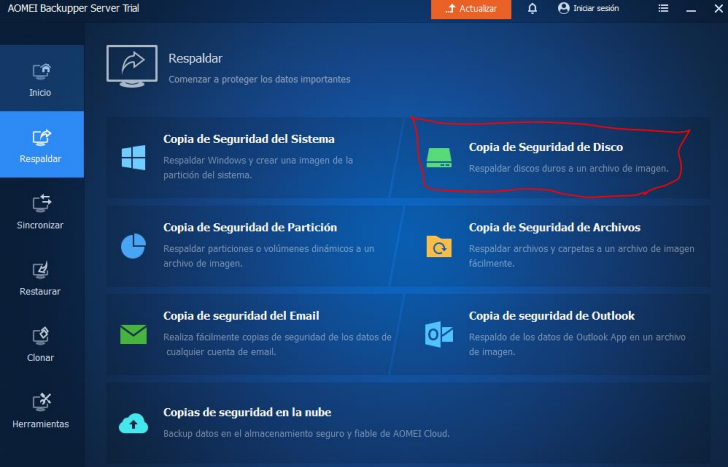 AOMEI Backupper Server Trial
Actualizar
Iniciar sesión
Inicio
Respaldar
Sincronizar
Restaurar
Clonar
Herramientas
Respaldar
Comenzar a proteger los datos importantes
Copia de Seguridad del Sistema
Respaldar Windows y crear una imagen de la
partición del sistema.
Copia de Seguridad de Disco
Respaldar discos duros a un archivo de imagen.
Copia de Seguridad de Partición
Respaldar particiones o volúmenes dinámicos a un
archivo de imagen.
Copia de Seguridad de Archivos
Respaldar archivos y carpetas a un archivo de imagen
fácilmente.
Copia de seguridad del Email
Realiza fácilmente copias de seguridad de los datos de
cualquier cuenta de email.
Copia de seguridad de Outlook
Respaldo de los datos de Outlook App en un archivo
de imagen.
Copias de seguridad en la nube
Backup datos en el almacenamiento seguro y fiable de AOMEI Cloud.